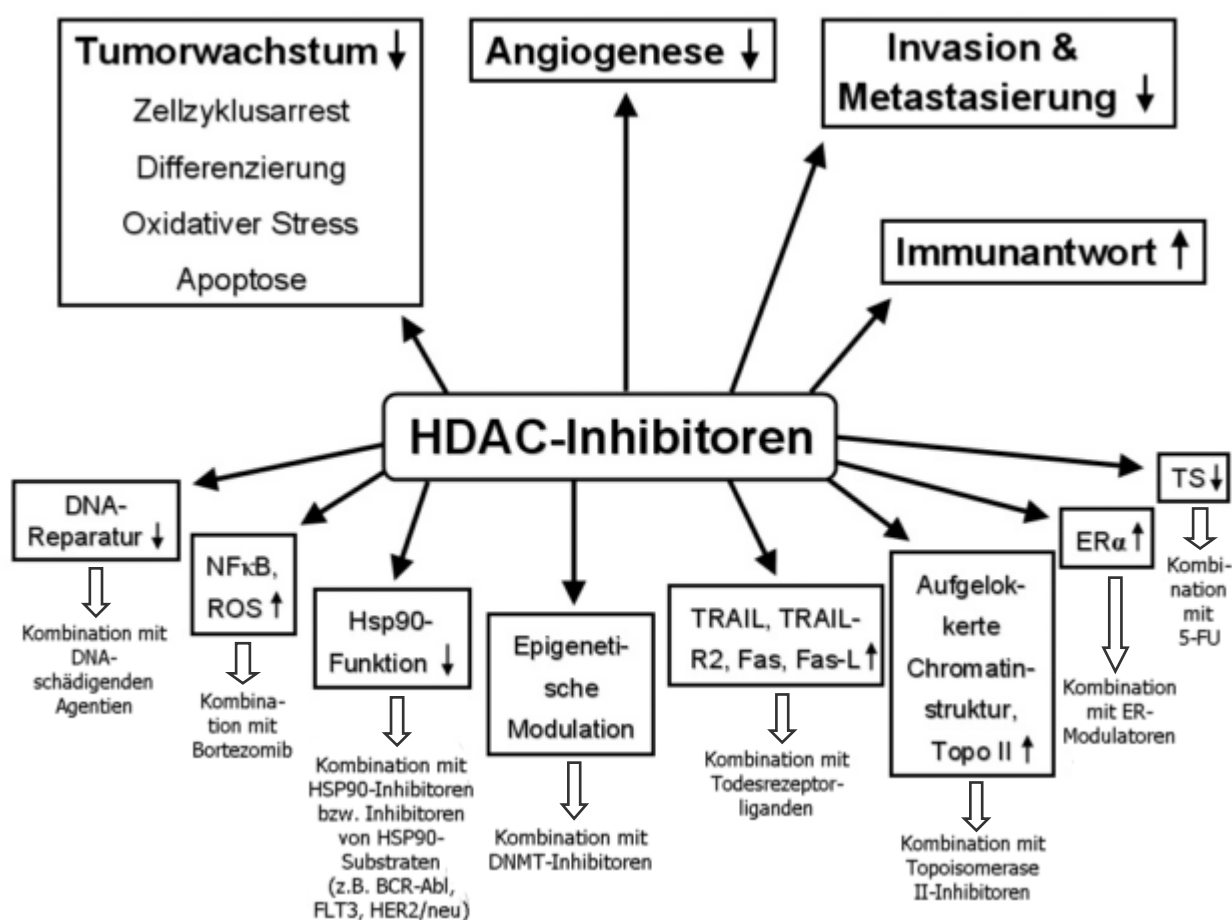 Tumorwachstum ↓
Zellzyklusarrest
Differenzierung
Oxidativer Stress
Apoptose
Angiogenese ↓
Invasion &
Metastasierung ↓
Immunantwort ↑
HDAC-Inhibitoren
DNA-
Reparatur ↓
Kombination mit
DNA-
schädigenden
Agentien
NFκB,
ROS ↑
Kombina-
tion mit
Bortezomib
Hsp90-
Funktion ↓
Kombination mit
HSP90-Inhibitoren
bzw. Inhibitoren
von HSP90-
Substraten
(z.B. BCR-Abl,
FLT3, HER2/neu)
Epigeneti-
sche
Modulation
Kombination mit
DNMT-Inhibitoren
TRAIL, TRAIL-
R2, Fas, Fas-L ↑
Kombination mit
Todesrezeptor-
liganden
Aufgelok-
kerte
Chromatin-
struktur,
Topo II ↑
Kombination mit
Topoisomerase
II-Inhibitoren
ERα ↑
Kombination
mit ER-
Modulatoren
TS ↓
Kombi-
nation
mit
5-FU